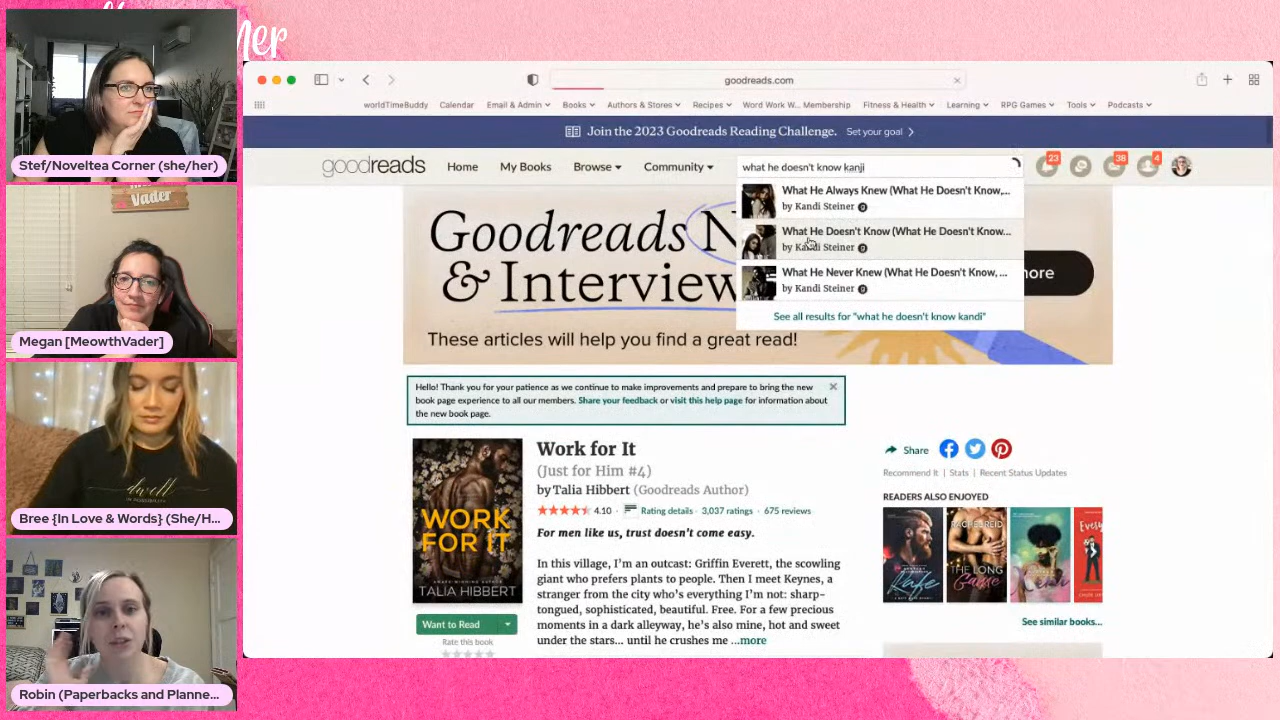 Stef/Noveltea Corner (she/her)
Vader
Megan [MeowthVader]
dwell
Bree {In Love & Words} (She/H...
Robin (Paperbacks and Planne...
goodreads.com
worldTimeBuddy Calendar Email & Admin Books Authors & Stores Recipes Word Work W... Membership Fitness & Health Learning RPG Games Tools Podcasts
Join the 2023 Goodreads Reading Challenge. Set your goal
goodreads Home My Books Browse Community what he doesn't know kanji 23 38 4
What He Always Knew (What He Doesn't Know,...
by Kandi Steiner
What He Doesn't Know (What He Doesn't Know...
by Kandi Steiner
What He Never Knew (What He Doesn't Know, ...
by Kandi Steiner
See all results for "what he doesn't know kandi"
Goodreads N
& Interview
more
These articles will help you find a great read!
Hello! Thank you for your patience as we continue to make improvements and prepare to bring the new
book page experience to all our members. Share your feedback or visit this help page for information about
the new book page.
WORK
FOR IT
TALIA HIBBERT
Want to Read
Rate this book
Work for It
(Just for Him #4)
by Talia Hibbert (Goodreads Author)
4.10 · Rating details · 3,037 ratings · 675 reviews
For men like us, trust doesn't come easy.
In this village, I'm an outcast: Griffin Everett, the scowling
giant who prefers plants to people. Then I meet Keynes, a
stranger from the city who's everything I'm not: sharp-
tongued, sophisticated, beautiful. Free. For a few precious
moments in a dark alleyway, he's also mine, hot and sweet
under the stars... until he crushes me ...more
Share
Recommend It | Stats | Recent Status Updates
READERS ALSO ENJOYED
RACHEL REID
THE LONG
Game
See similar books...